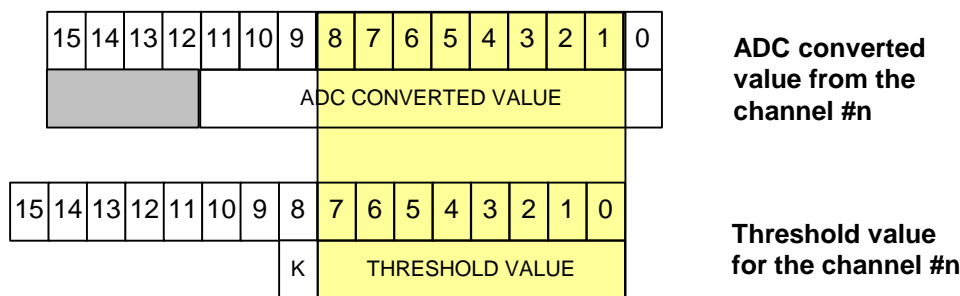 15 14 13 12 11 10 9 8 7 6 5 4 3 2 1 0
ADC CONVERTED VALUE
ADC converted
value from the
channel #n
15 14 13 12 11 10 9 8 7 6 5 4 3 2 1 0
K THRESHOLD VALUE
Threshold value
for the channel #n